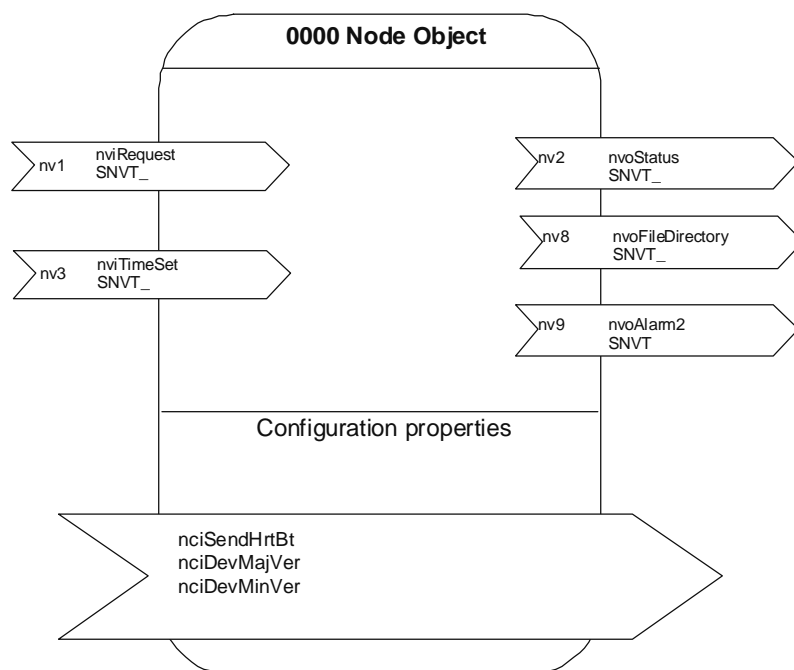 0000 Node Object
nv1 nviRequest
SNVT_
nv3 nviTimeSet
SNVT_
nv2 nvoStatus
SNVT_
nv8 nvoFileDirectory
SNVT_
nv9 nvoAlarm2
SNVT
Configuration properties
nciSendHrtBt
nciDevMajVer
nciDevMinVer